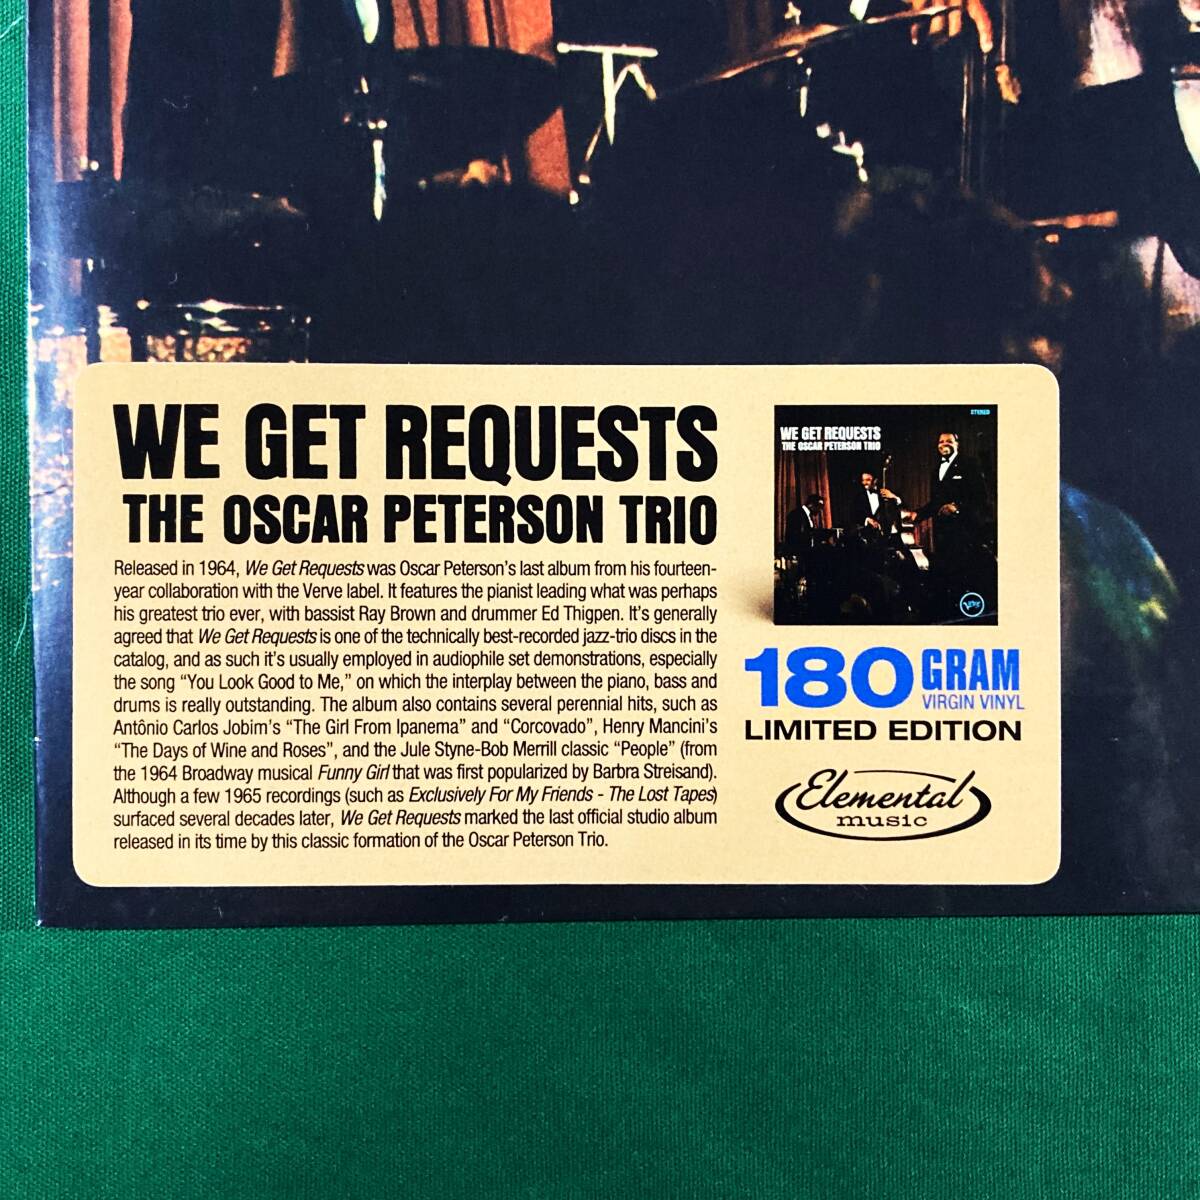 WE GET REQUESTS
THE OSCAR PETERSON TRIO
Released in 1964, We Get Requests was Oscar Peterson's last album from his fourteen-
year collaboration with the Verve label. It features the pianist leading what was perhaps
his greatest trio ever, with bassist Ray Brown and drummer Ed Thigpen. It's generally
agreed that We Get Requests is one of the technically best-recorded jazz-trio discs in the
catalog, and as such it's usually employed in audiophile set demonstrations, especially
the song “You Look Good to Me,” on which the interplay between the piano, bass and
drums is really outstanding. The album also contains several perennial hits, such as
Antônio Carlos Jobim's “The Girl From Ipanema” and “Corcovado”, Henry Mancini's
“The Days of Wine and Roses”, and the Jule Styne-Bob Merrill classic “People” (from
the 1964 Broadway musical Funny Girl that was first popularized by Barbra Streisand).
Although a few 1965 recordings (such as Exclusively For My Friends - The Lost Tapes)
surfaced several decades later, We Get Requests marked the last official studio album
released in its time by this classic formation of the Oscar Peterson Trio.
STEREO
WE GET REQUESTS
THE OSCAR PETERSON TRIO
Verve
180 GRAM
VIRGIN VINYL
LIMITED EDITION
Elemental
music